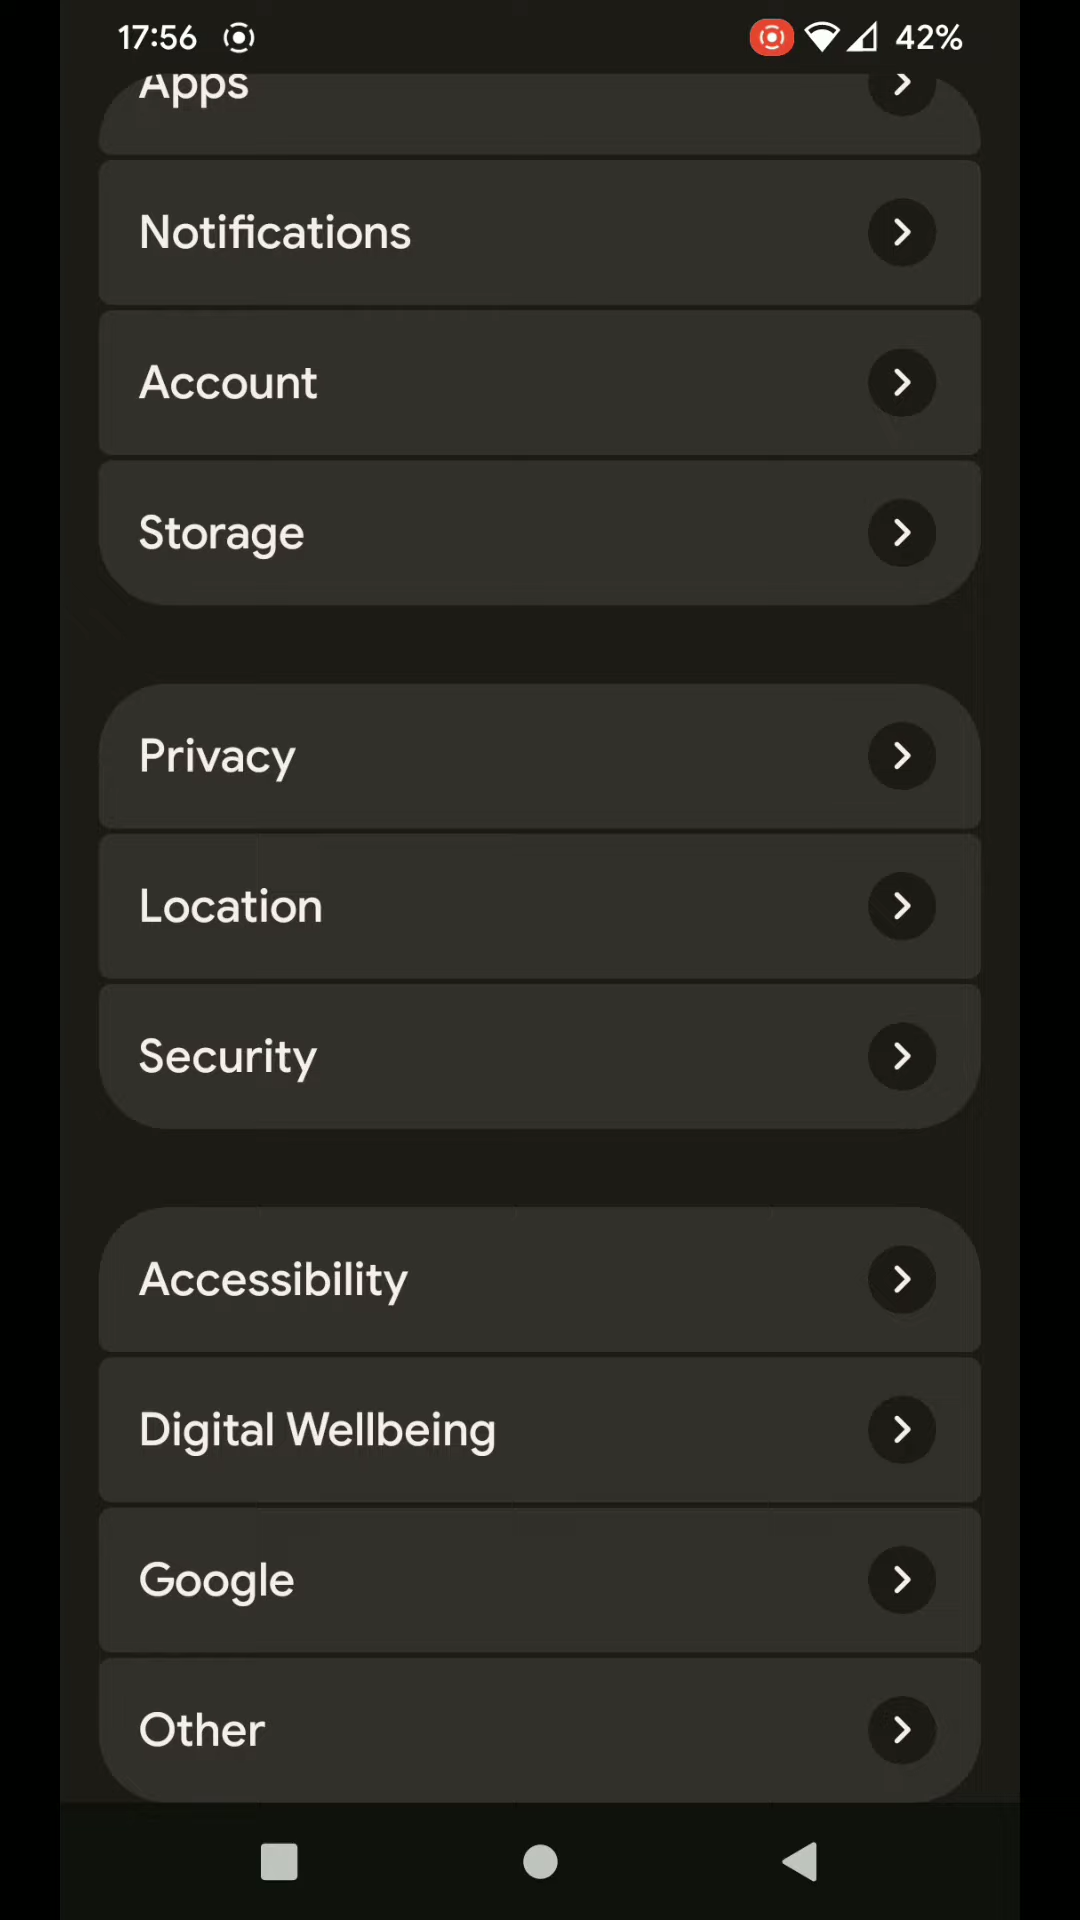 17:56 42%
Apps
Notifications
Account
Storage
Privacy
Location
Security
Accessibility
Digital Wellbeing
Google
Other